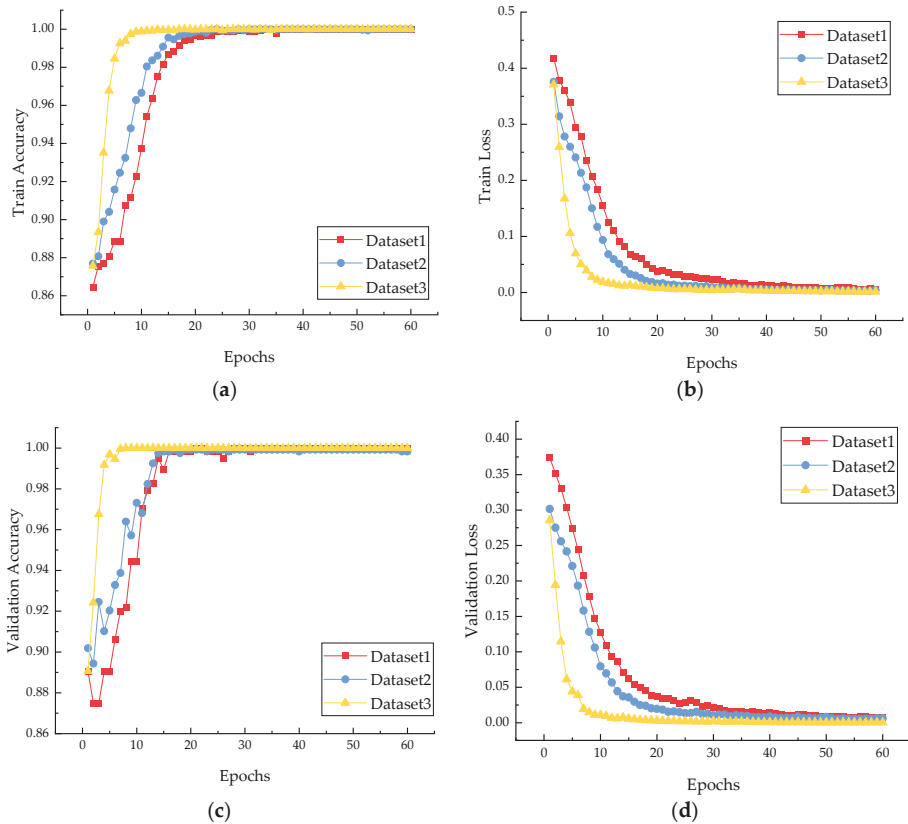 1.00
0.98
0.96
0.94
0.92
0.90
0.88
0.86
Train Accuracy
Dataset1
Dataset2
Dataset3
0 10 20 30 40 50 60
Epochs
(a)
0.5
0.4
0.3
0.2
0.1
0.0
Train Loss
Dataset1
Dataset2
Dataset3
0 10 20 30 40 50 60
Epochs
(b)
1.00
0.98
0.96
0.94
0.92
0.90
0.88
0.86
Validation Accuracy
Dataset1
Dataset2
Dataset3
0 10 20 30 40 50 60
Epochs
(c)
0.40
0.35
0.30
0.25
0.20
0.15
0.10
0.05
0.00
Validation Loss
Dataset1
Dataset2
Dataset3
0 10 20 30 40 50 60
Epochs
(d)